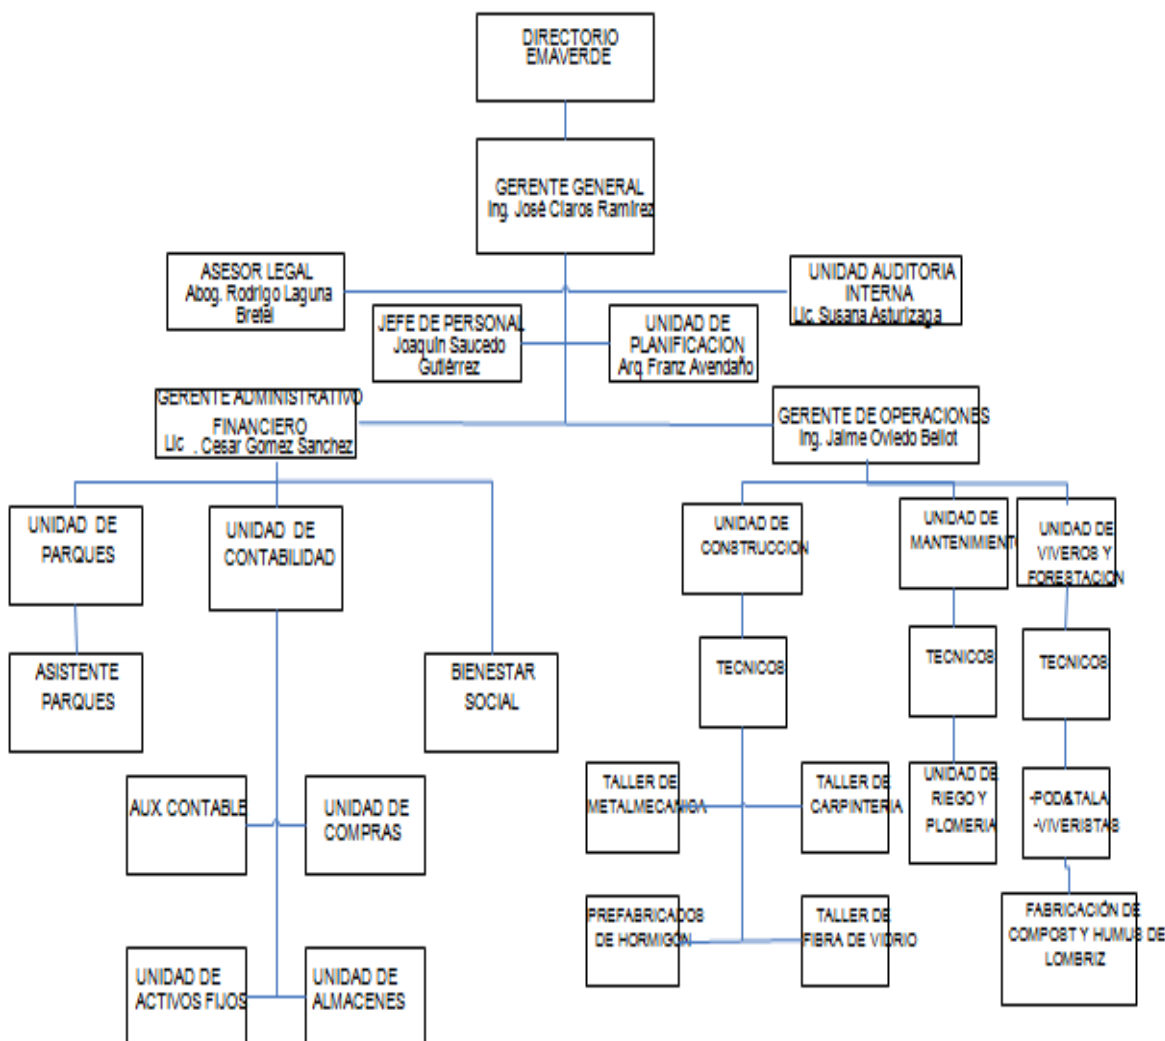 DIRECTORIO
EMAVERDE
GERENTE GENERAL
Ing. José Claros Ramírez
ASESOR LEGAL
Abog. Rodrigo Laguna
Bretel
UNIDAD AUDITORIA
INTERNA
Lic. Susana Asturizaga
JEFE DE PERSONAL
Joaquin Saucedo
Gutiérrez
UNIDAD DE
PLANIFICACION
Arq. Franz Avendaño
GERENTE ADMINISTRATIVO
FINANCIERO
Lic . Cesar Gomez Sanchez
GERENTE DE OPERACIONES
Ing. Jaime Oviedo Bellot
UNIDAD DE
PARQUES
UNIDAD DE
CONTABILIDAD
UNIDAD DE
CONSTRUCCION
UNIDAD DE
MANTENIMIENTO
UNIDAD DE
VIVEROS Y
FORESTACION
ASISTENTE
PARQUES
BIENESTAR
SOCIAL
TECNICOS
TECNICOS
TECNICOS
AUX. CONTABLE
UNIDAD DE
COMPRAS
TALLER DE
METALMECANICA
TALLER DE
CARPINTERIA
UNIDAD DE
RIEGO Y
PLOMERIA
-PODA&TALA
-VIVERISTAS
UNIDAD DE
ACTIVOS FIJOS
UNIDAD DE
ALMACENES
PREFABRICADOS
DE HORMIGON
TALLER DE
FIBRA DE VIDRIO
FABRICACIÓN DE
COMPOST Y HUMUS DE
LOMBRIZ